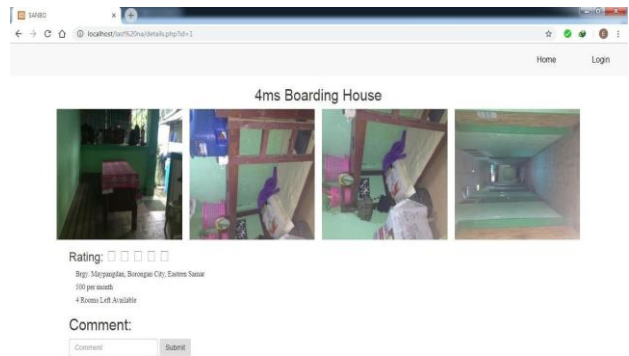 SANBO
localhost/last%20na/details.php?id=1
Home Login
4ms Boarding House
Rating:
Brgy. Maypangdan, Borongan City, Eastern Samar
500 per month
4 Rooms Left Available
Comment:
Comment Submit